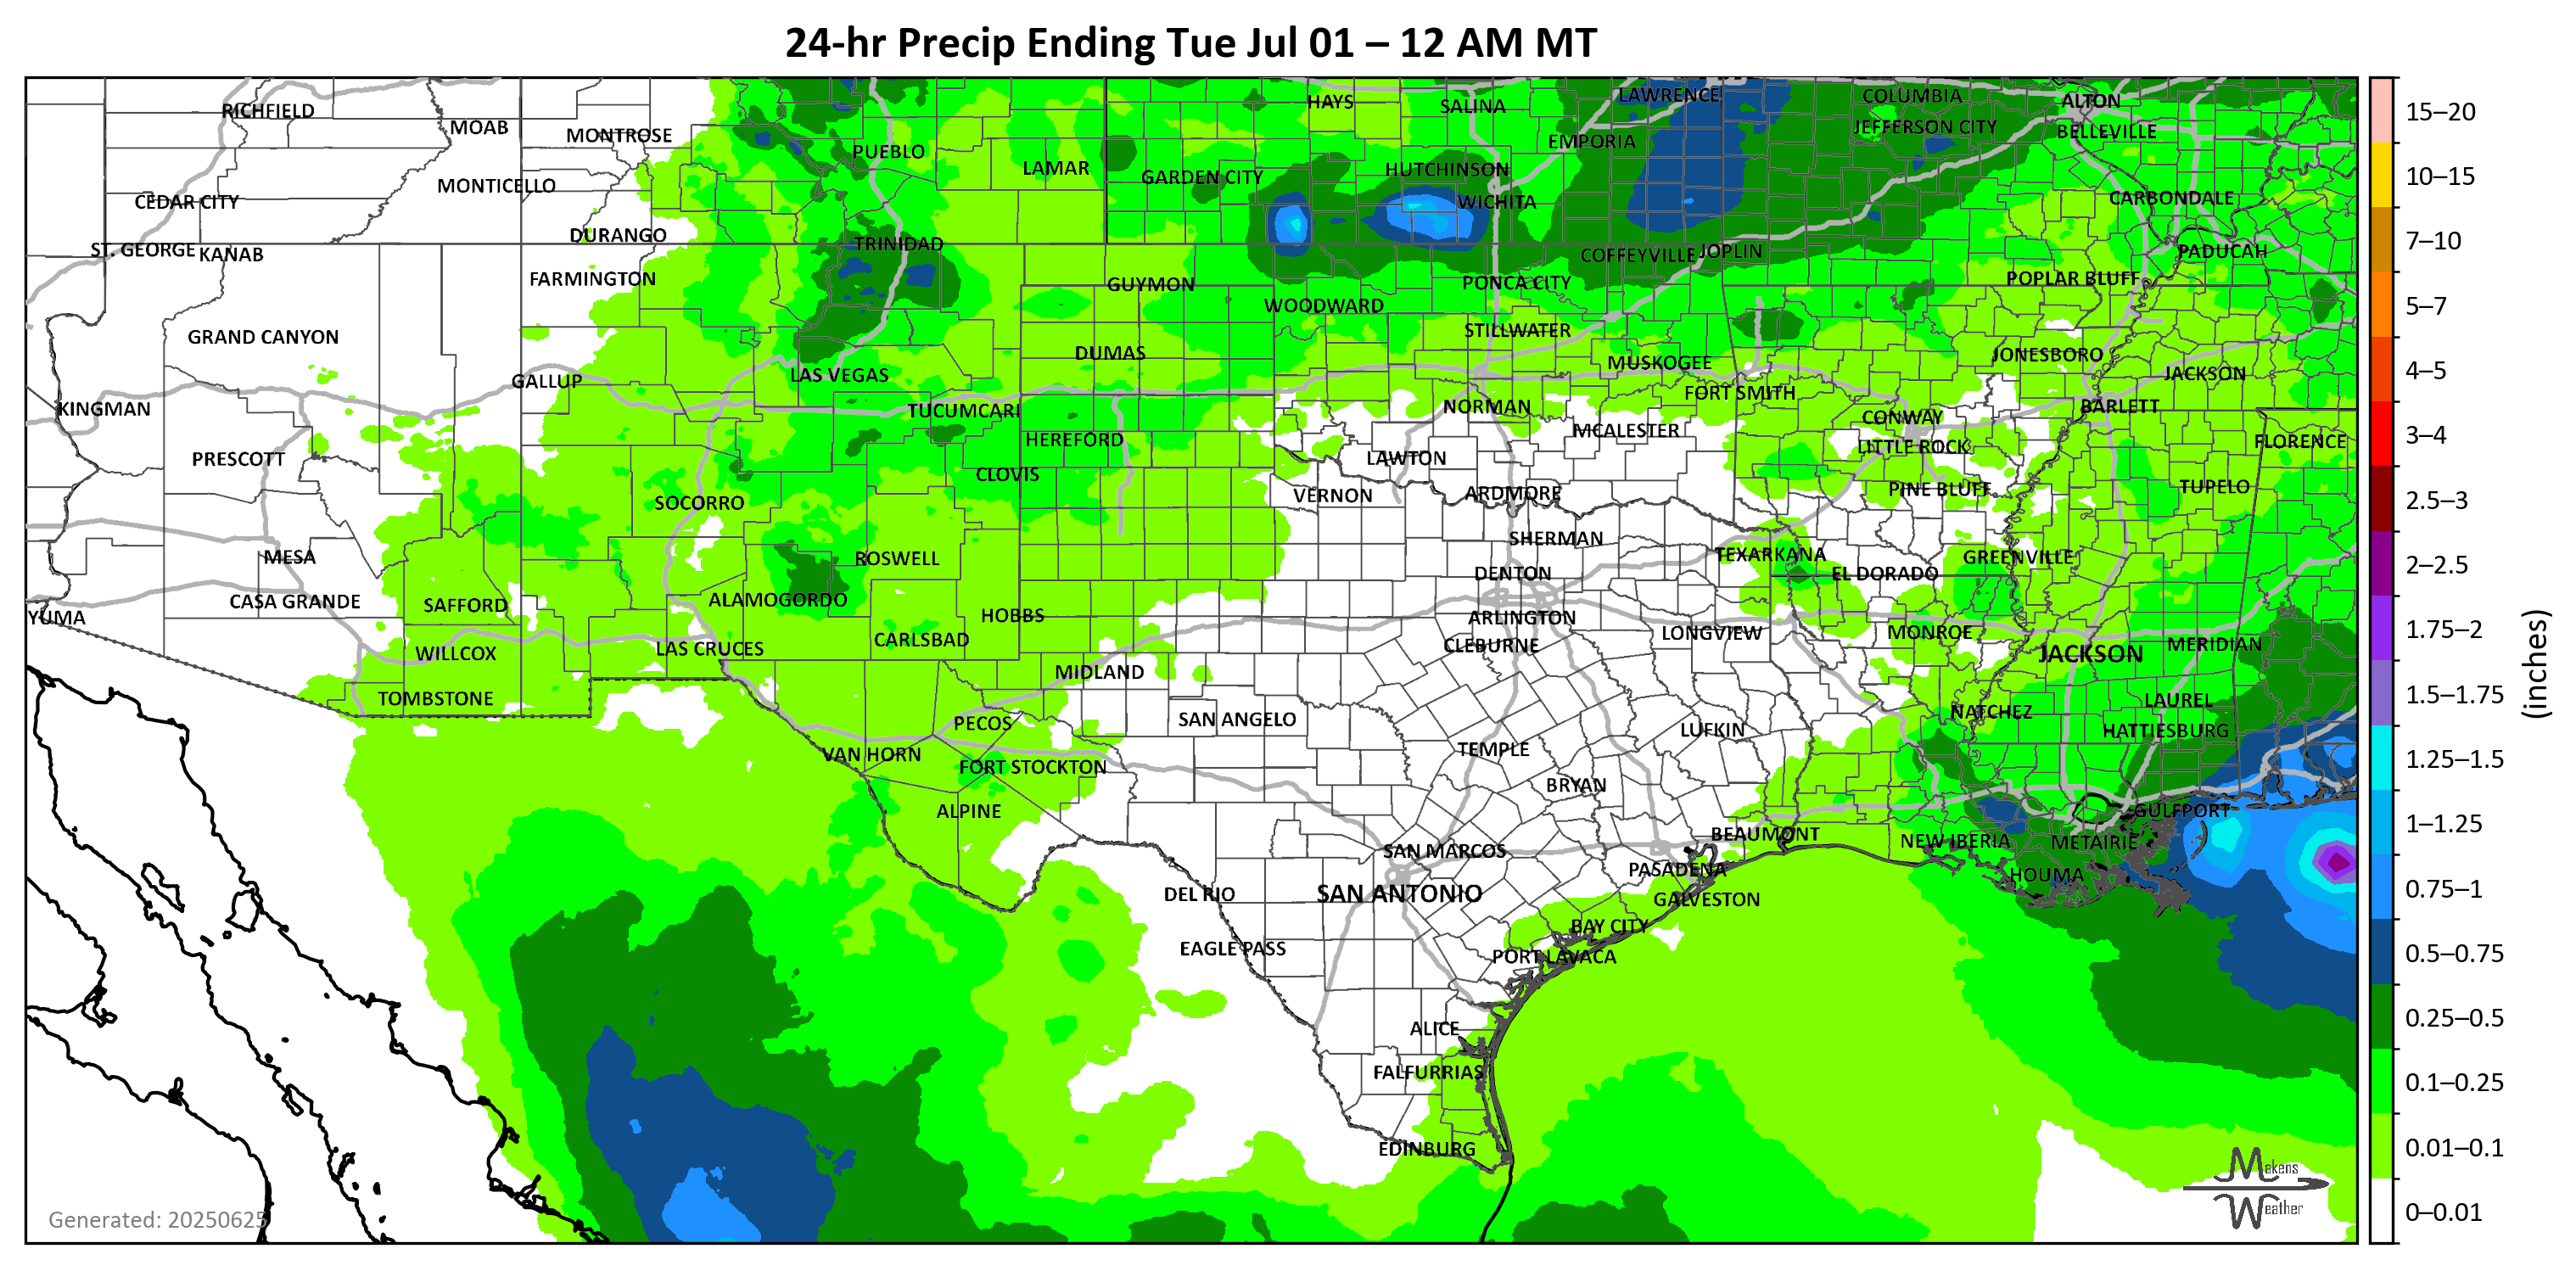 24-hr Precip Ending Tue Jul 01 – 12 AM MT
RICHFIELD
MOAB
MONTROSE
PUEBLO
LAMAR
HAYS
SALINA
LAWRENCE
COLUMBIA
ALTON
EMPORIA
JEFFERSON CITY
BELLEVILLE
CEDAR CITY
MONTICELLO
GARDEN CITY
HUTCHINSON
WICHITA
CARBONDALE
ST. GEORGE
KANAB
DURANGO
TRINIDAD
COFFEYVILLE
JOPLIN
PADUCAH
FARMINGTON
GUYMON
WOODWARD
PONCA CITY
POPLAR BLUFF
GRAND CANYON
DUMAS
STILLWATER
MUSKOGEE
JONESBORO
GALLUP
LAS VEGAS
JACKSON
KINGMAN
TUCUMCARI
NORMAN
FORT SMITH
CONWAY
BARLETT
HEREFORD
MCALESTER
LITTLE ROCK
FLORENCE
PRESCOTT
CLOVIS
LAWTON
SOCORRO
VERNON
ARDMORE
PINE BLUFF
TUPELO
MESA
ROSWELL
SHERMAN
TEXARKANA
GREENVILLE
DENTON
EL DORADO
YUMA
CASA GRANDE
SAFFORD
ALAMOGORDO
HOBBS
ARLINGTON
WILLCOX
LAS CRUCES
CARLSBAD
CLEBURNE
LONGVIEW
MONROE
JACKSON
MERIDIAN
TOMBSTONE
MIDLAND
PECOS
SAN ANGELO
LUFKIN
NATCHEZ
LAUREL
HATTIESBURG
VAN HORN
FORT STOCKTON
TEMPLE
BRYAN
ALPINE
GULFPORT
SAN MARCOS
BEAUMONT
NEW IBERIA
METAIRIE
DEL RIO
SAN ANTONIO
PASADENA
GALVESTON
HOUMA
EAGLE PASS
BAY CITY
PORT LAVACA
ALICE
FALFURRIAS
EDINBURG
Generated: 20250625
Mekens
Weather
15–20
10–15
7–10
5–7
4–5
3–4
2.5–3
2–2.5
1.75–2
1.5–1.75
1.25–1.5
1–1.25
0.75–1
0.5–0.75
0.25–0.5
0.1–0.25
0.01–0.1
0–0.01
(inches)